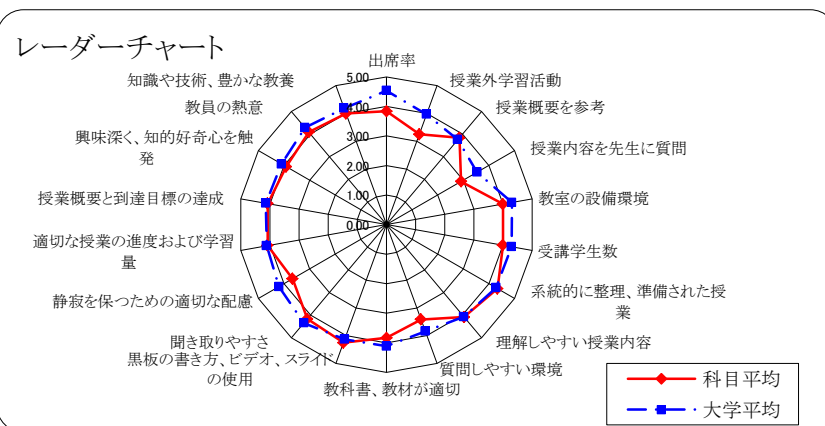 レーダーチャート
出席率
授業外学習活動
授業概要を参考
授業内容を先生に質問
教室の設備環境
受講学生数
系統的に整理、準備された授
業
理解しやすい授業内容
質問しやすい環境
教科書、教材が適切
黒板の書き方、ビデオ、スライド
の使用
聞き取りやすさ
静寂を保つための適切な配慮
適切な授業の進度および学習
量
授業概要と到達目標の達成
興味深く、知的好奇心を触
発
教員の熱意
知識や技術、豊かな教養
5.00
4.00
3.00
2.00
1.00
0.00
科目平均
大学平均